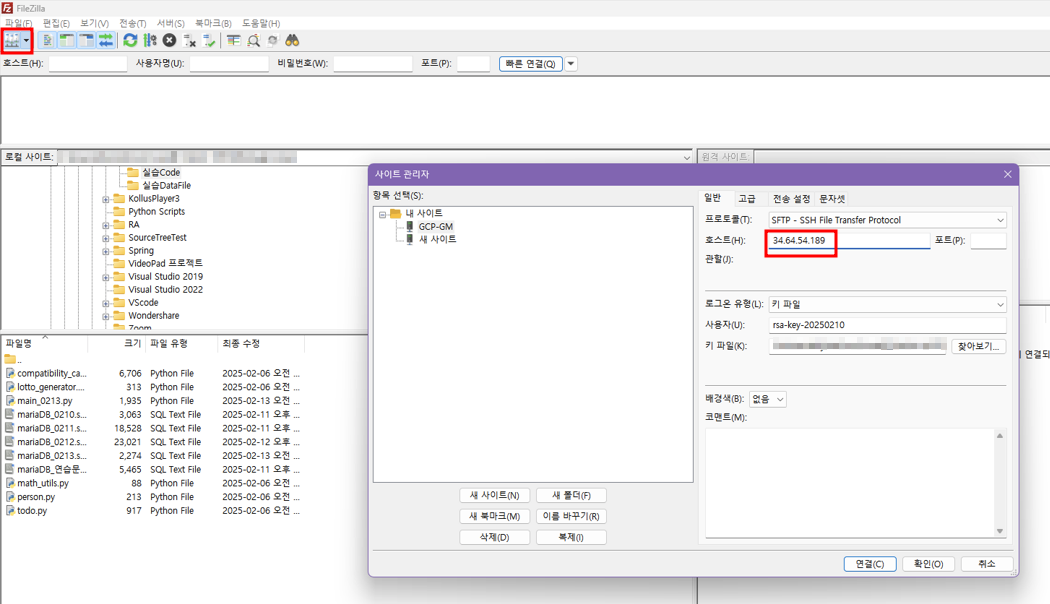 FileZilla
파일(F) 편집(E) 보기(V) 전송(T) 서버(S) 북마크(B) 도움말(H)
호스트(H): 사용자명(U): 비밀번호(W): 포트(P): 빠른 연결(Q)
로컬 사이트: 원격 사이트:
실습Code
실습DataFile
KollusPlayer3
Python Scripts
RA
SourceTreeTest
Spring
VideoPad 프로젝트
Visual Studio 2019
Visual Studio 2022
VScode
Wondershare
Zoom
파일명 크기 파일 유형 최종 수정
..
compatibility_ca... 6,706 Python File 2025-02-06 오전 ...
lotto_generator.... 313 Python File 2025-02-06 오전 ...
main_0213.py 1,935 Python File 2025-02-13 오전 ...
mariaDB_0210.s... 3,063 SQL Text File 2025-02-11 오후 ...
mariaDB_0211.s... 18,528 SQL Text File 2025-02-11 오후 ...
mariaDB_0212.s... 23,021 SQL Text File 2025-02-12 오후 ...
mariaDB_0213.s... 2,274 SQL Text File 2025-02-13 오전 ...
mariaDB_연습문... 5,465 SQL Text File 2025-02-11 오후 ...
math_utils.py 88 Python File 2025-02-06 오전 ...
person.py 213 Python File 2025-02-06 오전 ...
todo.py 917 Python File 2025-02-06 오전 ...
사이트 관리자
항목 선택(S):
내 사이트
GCP-GM
새 사이트
새 사이트(N) 새 폴더(F)
새 북마크(M) 이름 바꾸기(R)
삭제(D) 복제(I)
일반 고급 전송 설정 문자셋
프로토콜(T): SFTP - SSH File Transfer Protocol
호스트(H): 34.64.54.189 포트(P):
관할(J):
로그온 유형(L): 키 파일
사용자(U): rsa-key-20250210
키 파일(K): 찾아보기...
배경색(B): 없음
코멘트(M):
연결(C) 확인(O) 취소
연결되